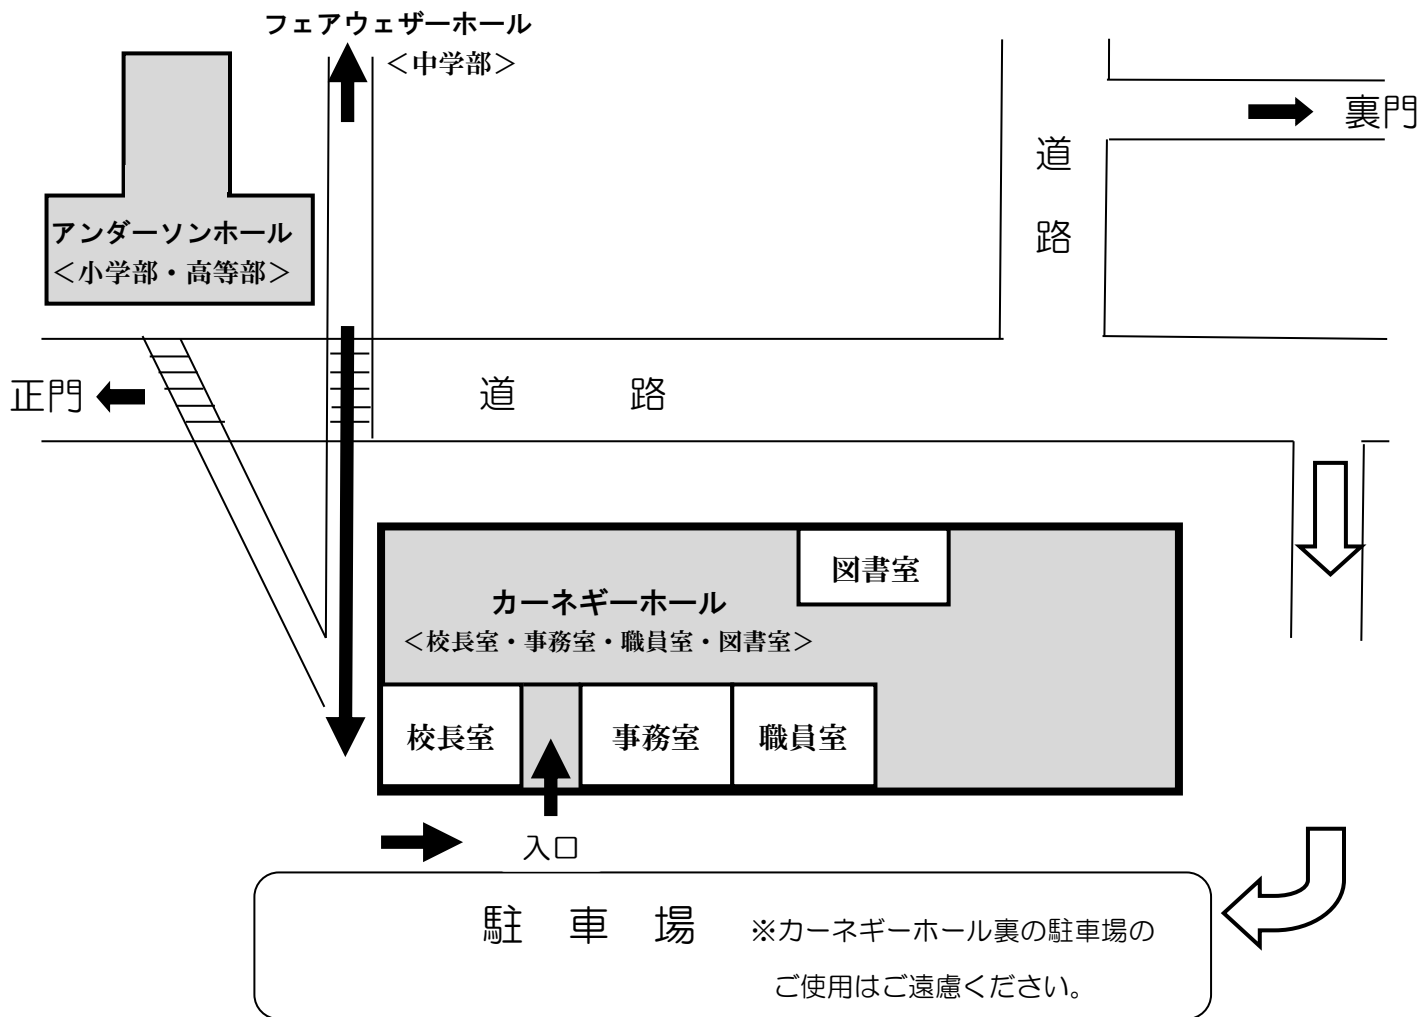 フェアウェザーホール
＜中学部＞
裏門
道
路
アンダーソンホール
＜小学部・高等部＞
正門
道 路
図書室
カーネギーホール
＜校長室・事務室・職員室・図書室＞
校長室
事務室
職員室
入口
駐 車 場
※カーネギーホール裏の駐車場の
ご使用はご遠慮ください。